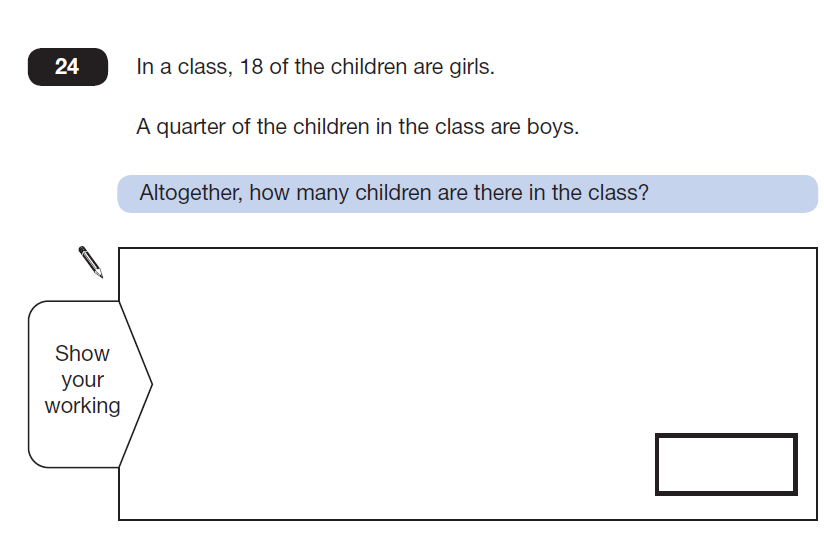 24 In a class, 18 of the children are girls.
A quarter of the children in the class are boys.
Altogether, how many children are there in the class?
Show
your
working